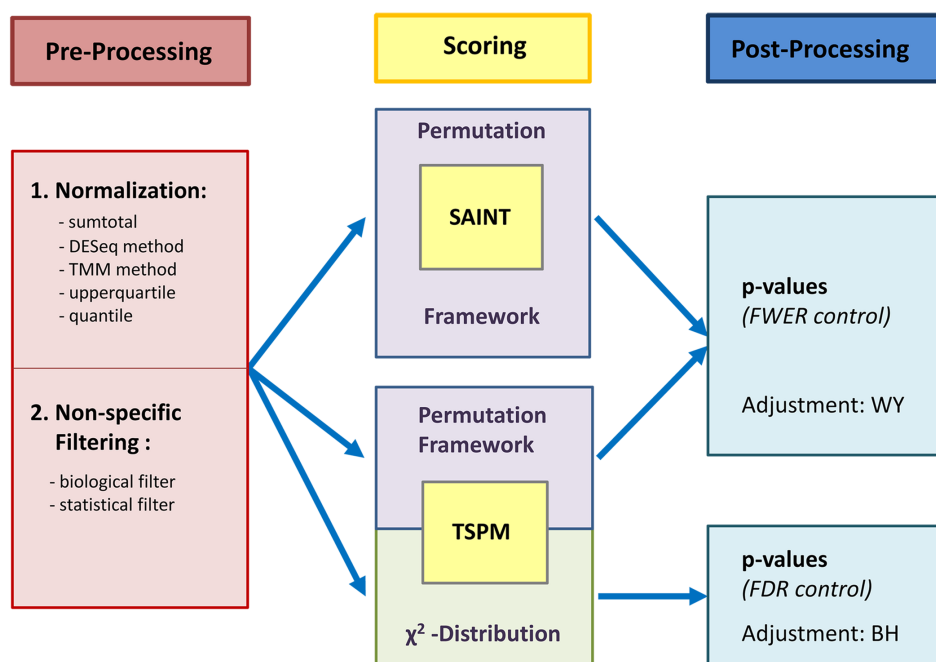 Pre-Processing
Scoring
Post-Processing
1. Normalization:
- sumtotal
- DESeq method
- TMM method
- upperquartile
- quantile
2. Non-specific
Filtering :
- biological filter
- statistical filter
Permutation
SAINT
Framework
Permutation
Framework
TSPM
χ² -Distribution
p-values
(FWER control)
Adjustment: WY
p-values
(FDR control)
Adjustment: BH